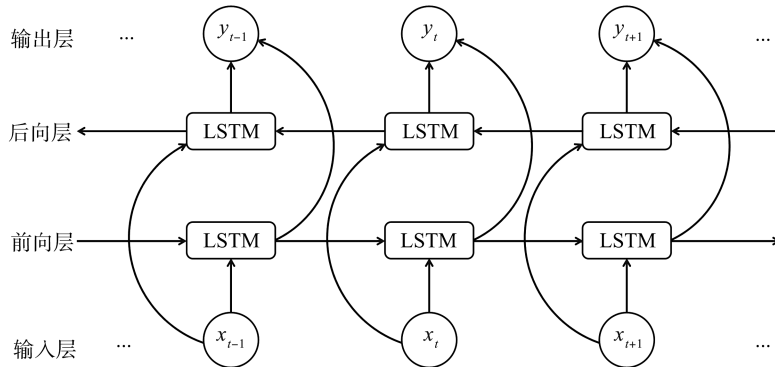 输出层 ... y_{t-1} y_t y_{t+1} ...
后向层 LSTM LSTM LSTM
前向层 LSTM LSTM LSTM
输入层 ... x_{t-1} x_t x_{t+1} ...